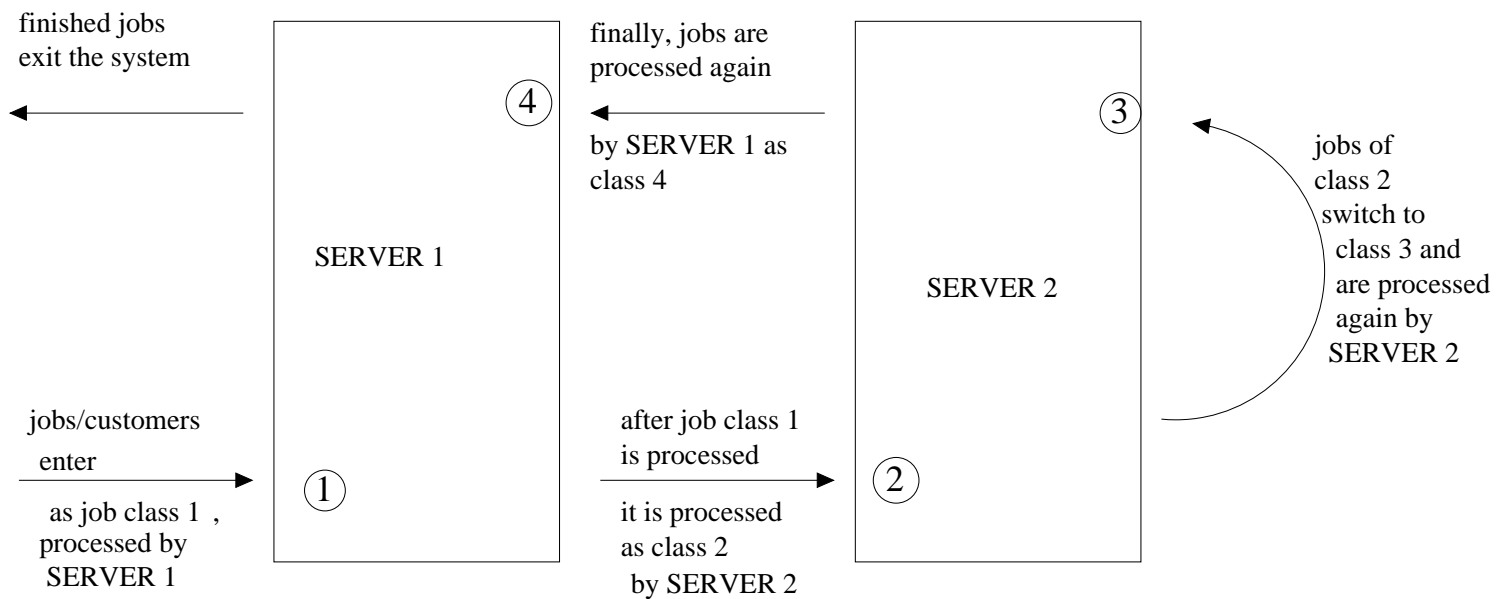 finished jobs
exit the system
4
SERVER 1
jobs/customers
enter
1
as job class 1 ,
processed by
SERVER 1
finally, jobs are
processed again
by SERVER 1 as
class 4
after job class 1
is processed
it is processed
as class 2
by SERVER 2
3
SERVER 2
2
jobs of
class 2
switch to
class 3 and
are processed
again by
SERVER 2